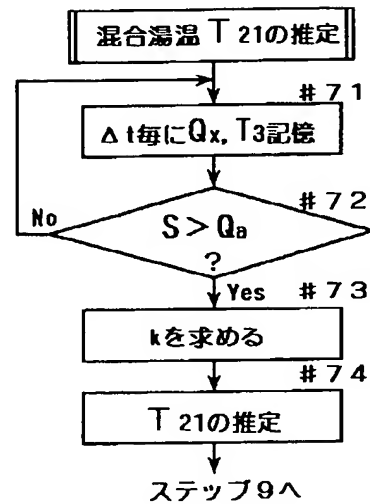 混合湯温 T21の推定
#71
Δt毎にQx, T3記憶
#72
No
S>Qa
?
Yes
#73
kを求める
#74
T21の推定
ステップ9へ